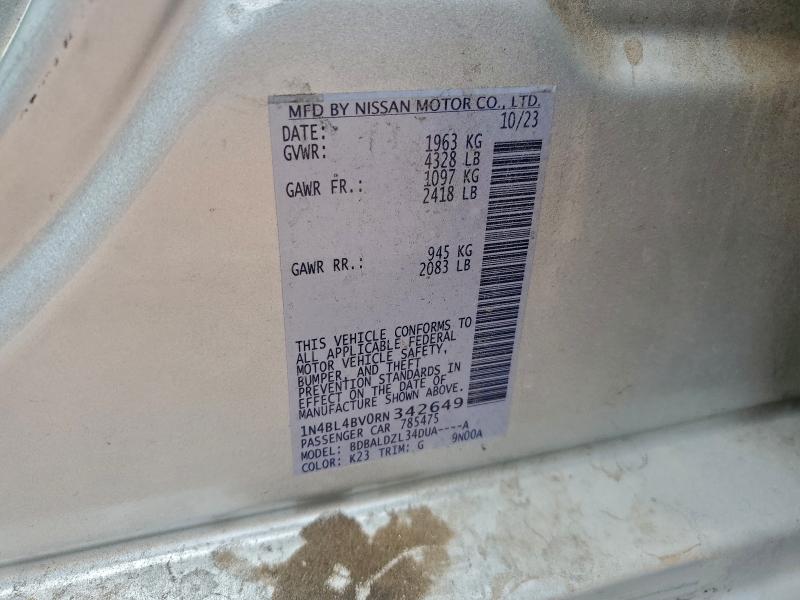 MFD BY NISSAN MOTOR CO., LTD.
DATE: 10/23
GVWR: 1963 KG
4328 LB
GAWR FR.: 1097 KG
2418 LB
GAWR RR.: 945 KG
2083 LB
THIS VEHICLE CONFORMS TO
ALL APPLICABLE FEDERAL
MOTOR VEHICLE SAFETY,
BUMPER, AND THEFT
PREVENTION STANDARDS IN
EFFECT ON THE DATE OF
MANUFACTURE SHOWN ABOVE.
1N4BL4BV0RN342649
PASSENGER CAR 785475
MODEL: BDBALDZL34DUA----A
COLOR: K23 TRIM: G 9N00A